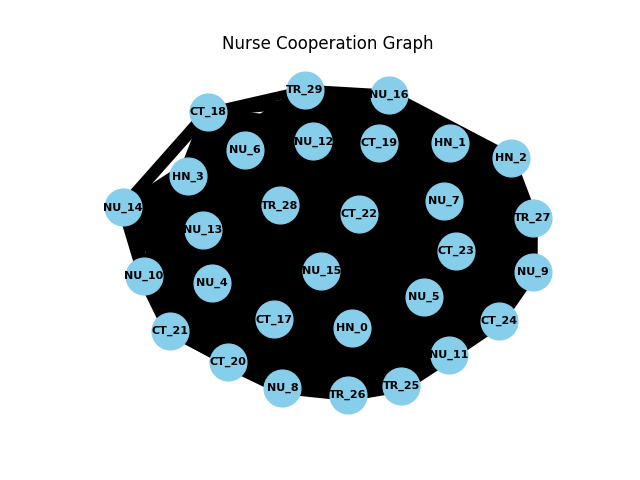 Nurse Cooperation Graph
TR_29
NU_16
CT_18
NU_12
CT_19
HN_1
NU_6
HN_2
HN_3
NU_7
TR_28
NU_14
CT_22
TR_27
NU_13
CT_23
NU_15
NU_9
NU_10
NU_4
NU_5
CT_17
CT_24
HN_0
CT_21
NU_11
CT_20
TR_25
NU_8
TR_26